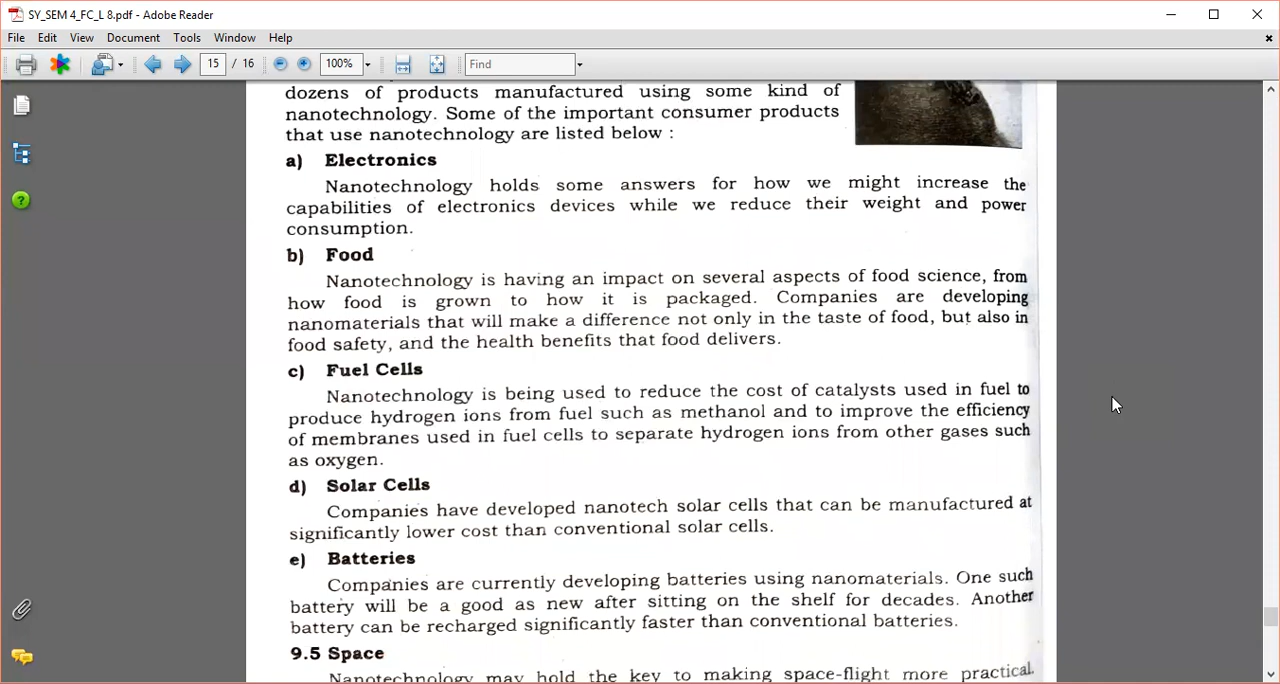 SY_SEM 4_FC_L 8.pdf - Adobe Reader
File Edit View Document Tools Window Help
15 / 16 100% Find
dozens of products manufactured using some kind of
nanotechnology. Some of the important consumer products
that use nanotechnology are listed below :
a) Electronics
Nanotechnology holds some answers for how we might increase the
capabilities of electronics devices while we reduce their weight and power
consumption.
b) Food
Nanotechnology is having an impact on several aspects of food science, from
how food is grown to how it is packaged. Companies are developing
nanomaterials that will make a difference not only in the taste of food, but also in
food safety, and the health benefits that food delivers.
c) Fuel Cells
Nanotechnology is being used to reduce the cost of catalysts used in fuel to
produce hydrogen ions from fuel such as methanol and to improve the efficiency
of membranes used in fuel cells to separate hydrogen ions from other gases such
as oxygen.
d) Solar Cells
Companies have developed nanotech solar cells that can be manufactured at
significantly lower cost than conventional solar cells.
e) Batteries
Companies are currently developing batteries using nanomaterials. One such
battery will be a good as new after sitting on the shelf for decades. Another
battery can be recharged significantly faster than conventional batteries.
9.5 Space
Nanotechnology may hold the key to making space-flight more practical.